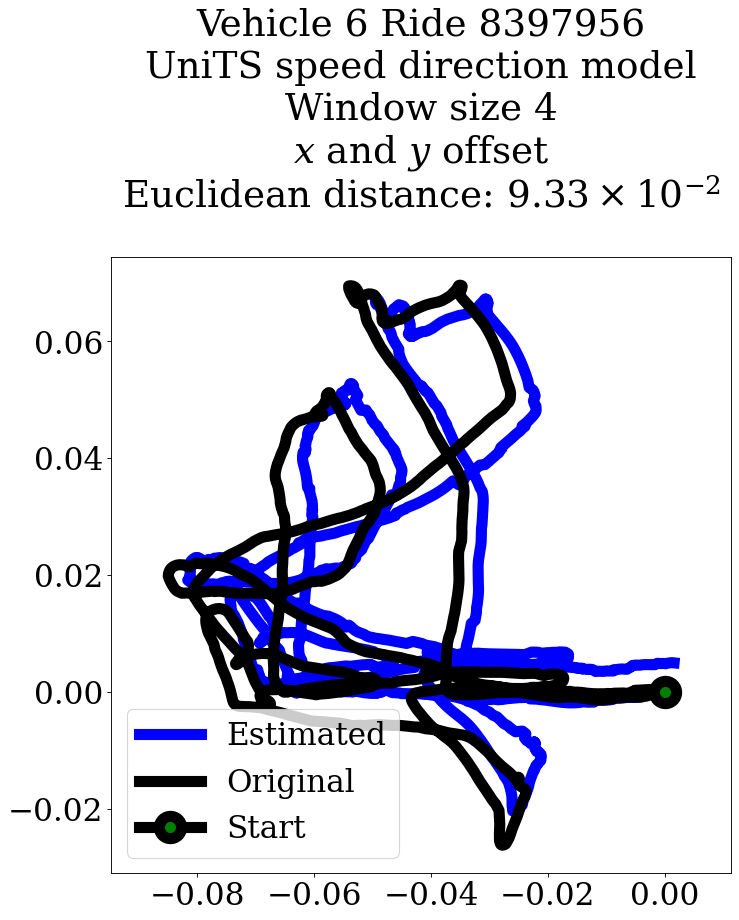 Vehicle 6 Ride 8397956
UniTS speed direction model
Window size 4
x and y offset
Euclidean distance: 9.33 × 10⁻²
0.06
0.04
0.02
0.00
−0.02
Estimated
Original
Start
−0.08 −0.06 −0.04 −0.02 0.00